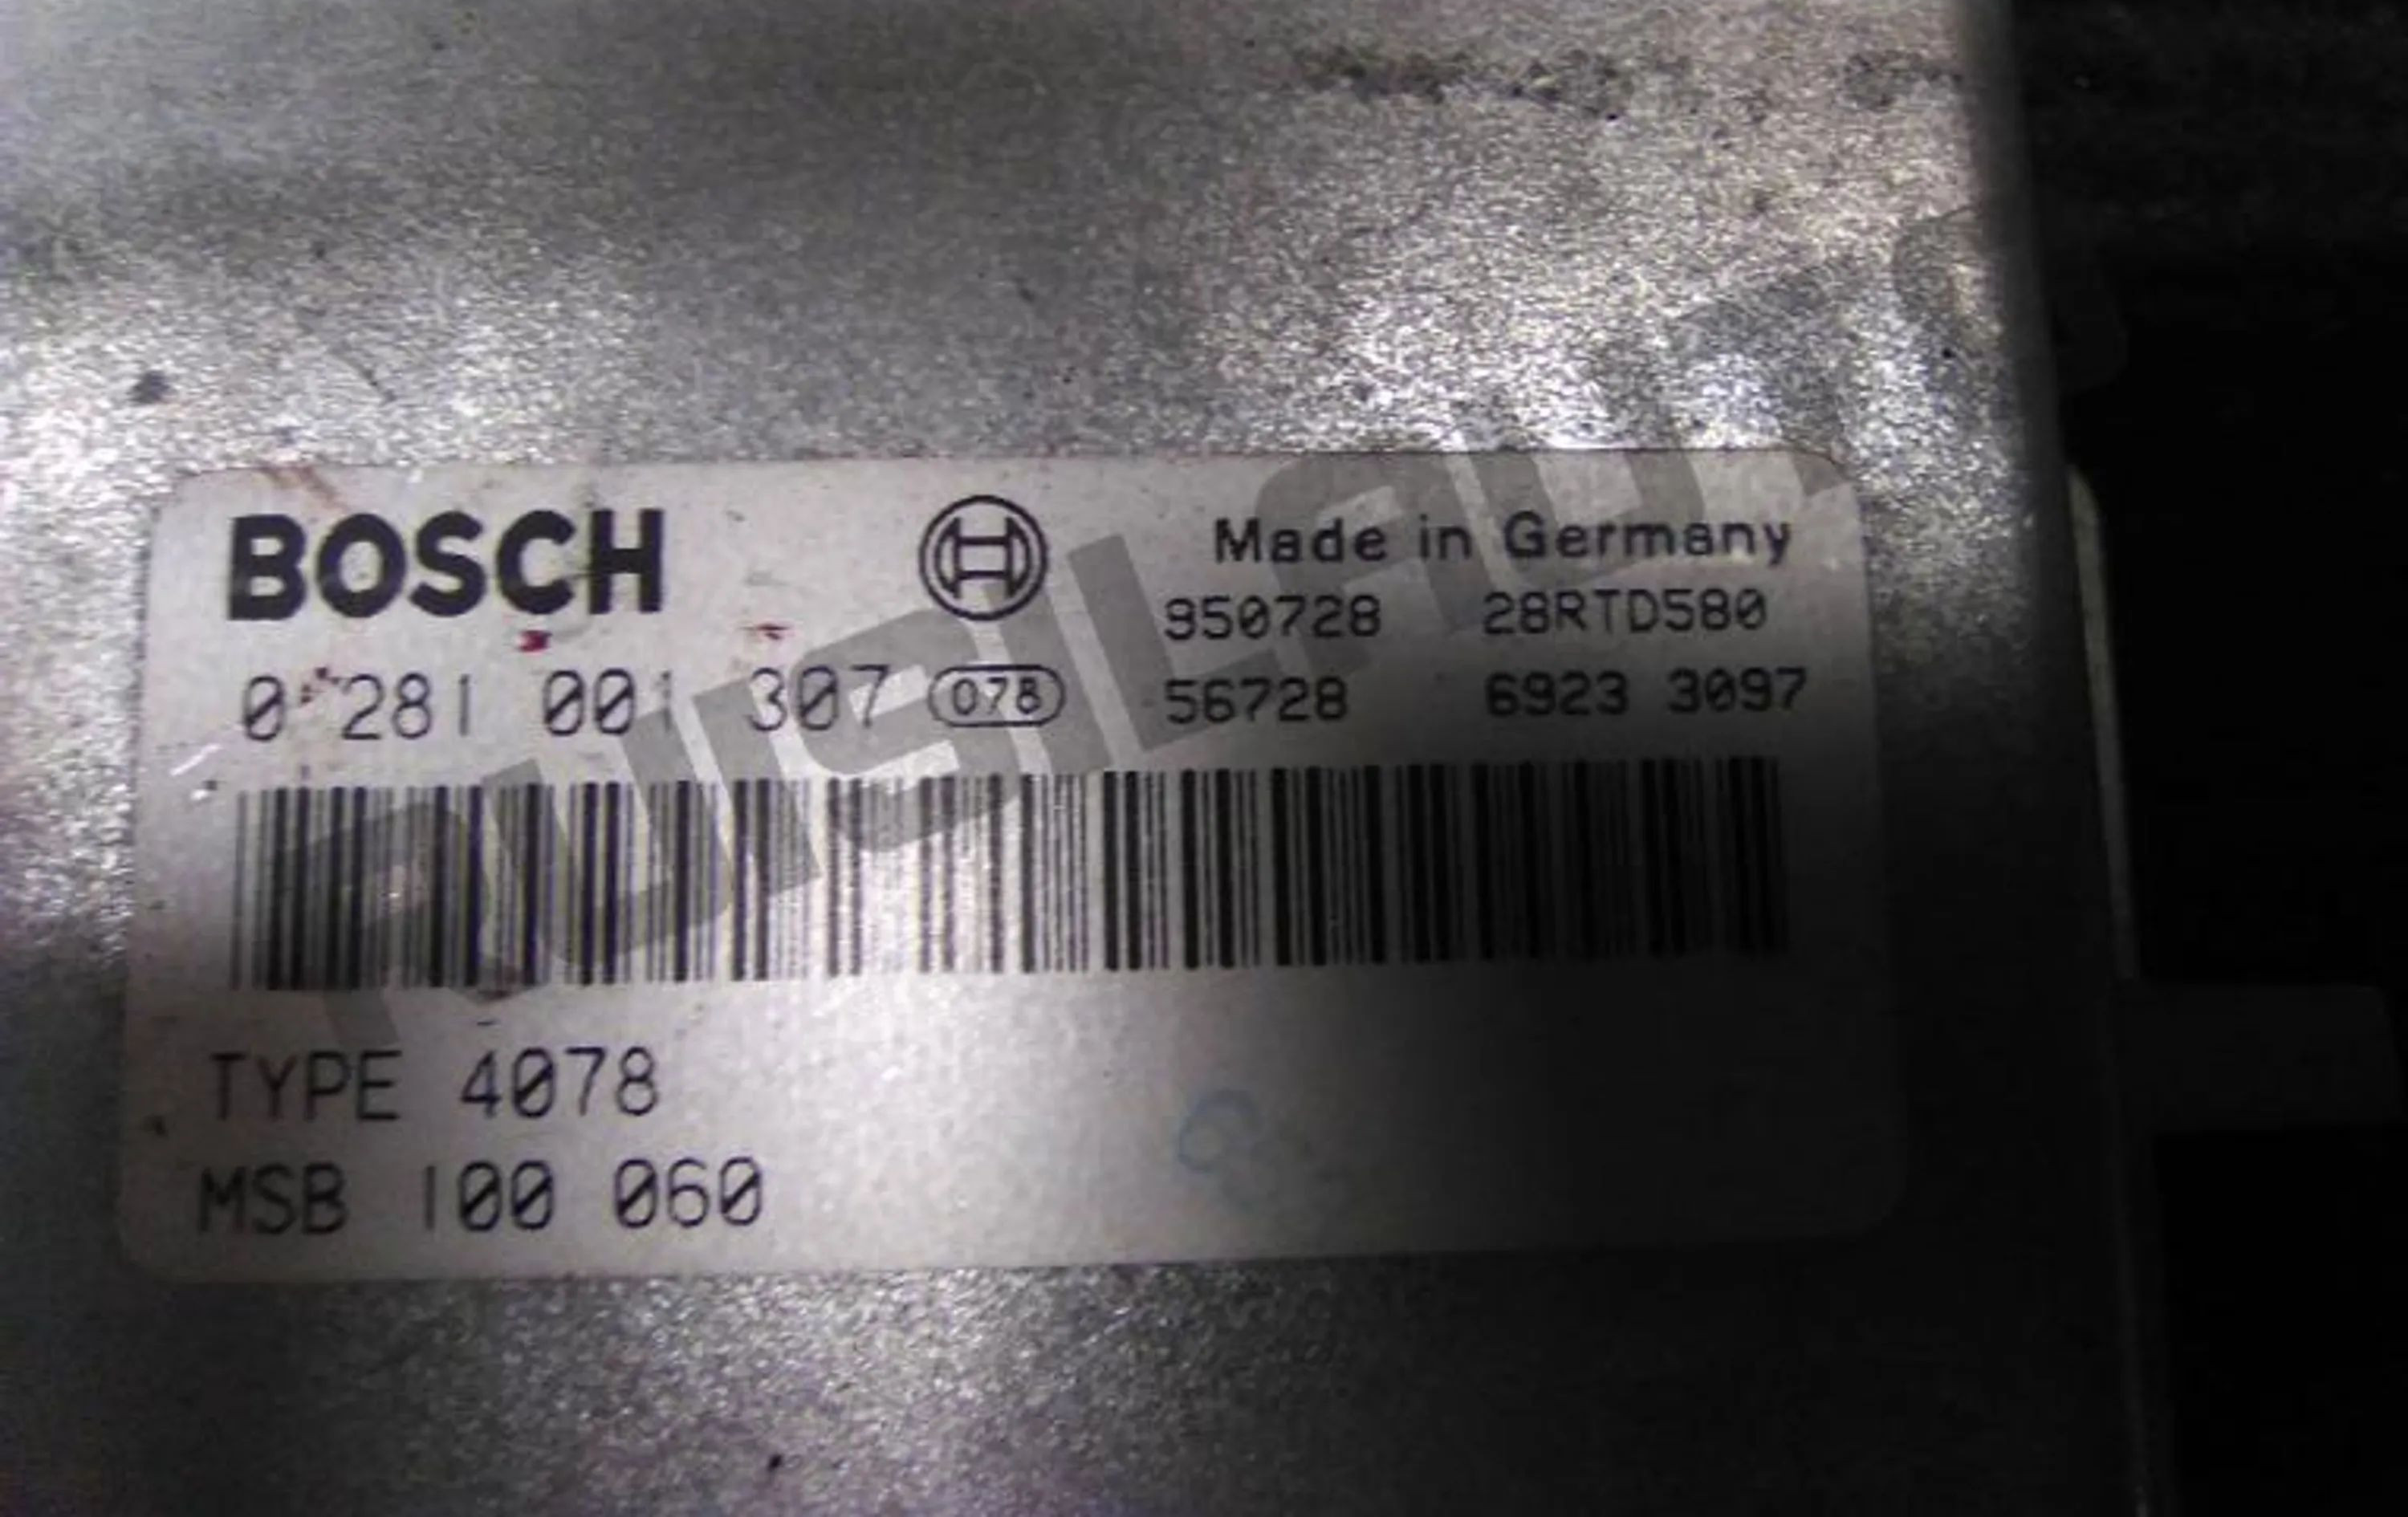 BOSCH
Made in Germany
950728 28RTD580
0 281 001 307 078 56728 6923 3097
TYPE 4078
MSB 100 060